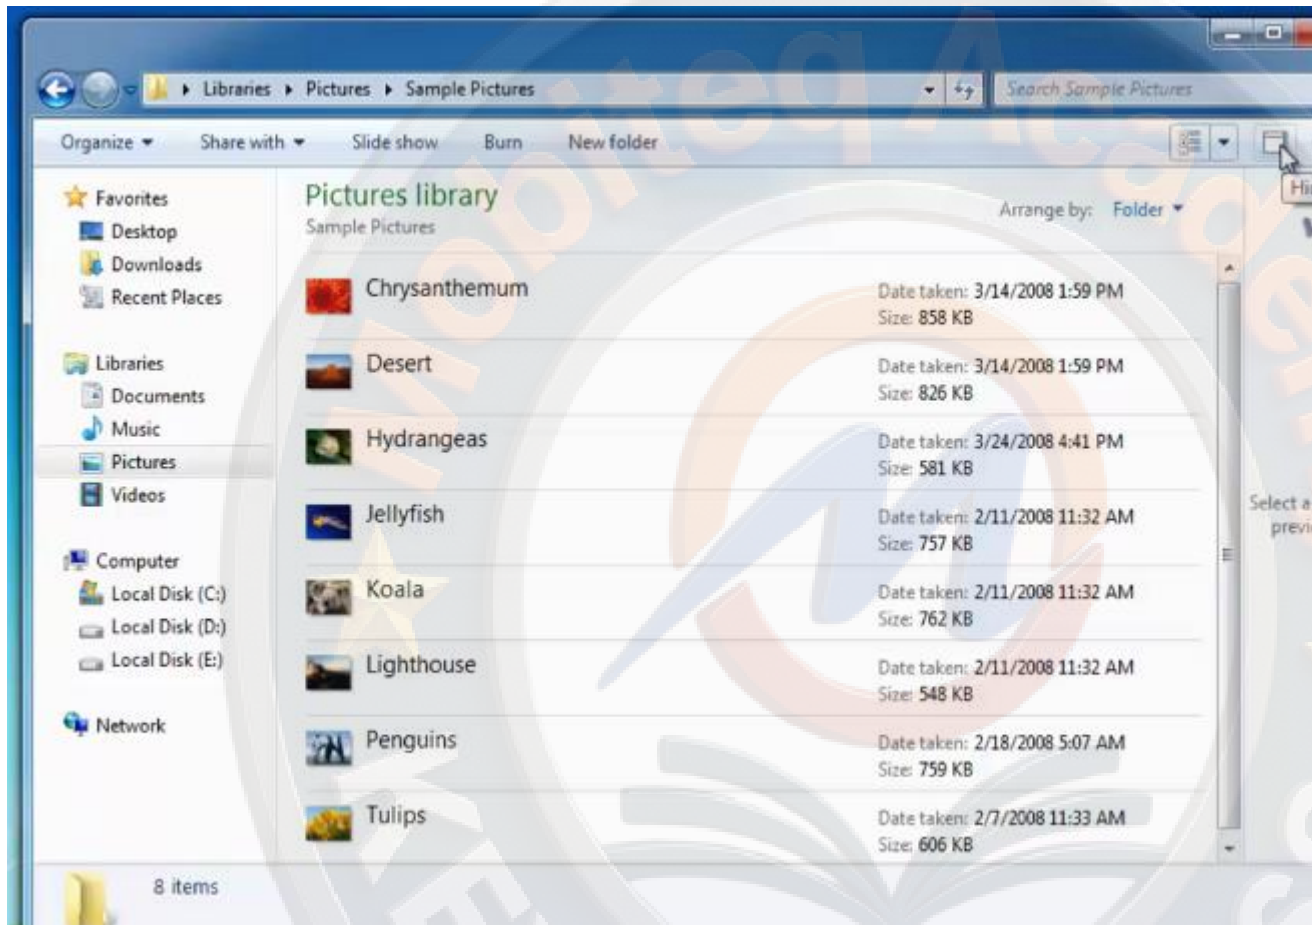 Libraries Pictures Sample Pictures
Search Sample Pictures
Organize Share with Slide show Burn New folder
Favorites
Desktop
Downloads
Recent Places
Libraries
Documents
Music
Pictures
Videos
Computer
Local Disk (C:)
Local Disk (D:)
Local Disk (E:)
Network
Pictures library
Sample Pictures
Arrange by: Folder
Chrysanthemum
Date taken: 3/14/2008 1:59 PM
Size: 858 KB
Desert
Date taken: 3/14/2008 1:59 PM
Size: 826 KB
Hydrangeas
Date taken: 3/24/2008 4:41 PM
Size: 581 KB
Jellyfish
Date taken: 2/11/2008 11:32 AM
Size: 757 KB
Koala
Date taken: 2/11/2008 11:32 AM
Size: 762 KB
Lighthouse
Date taken: 2/11/2008 11:32 AM
Size: 548 KB
Penguins
Date taken: 2/18/2008 5:07 AM
Size: 759 KB
Tulips
Date taken: 2/7/2008 11:33 AM
Size: 606 KB
Select a
8 items
Mobiteq Academ